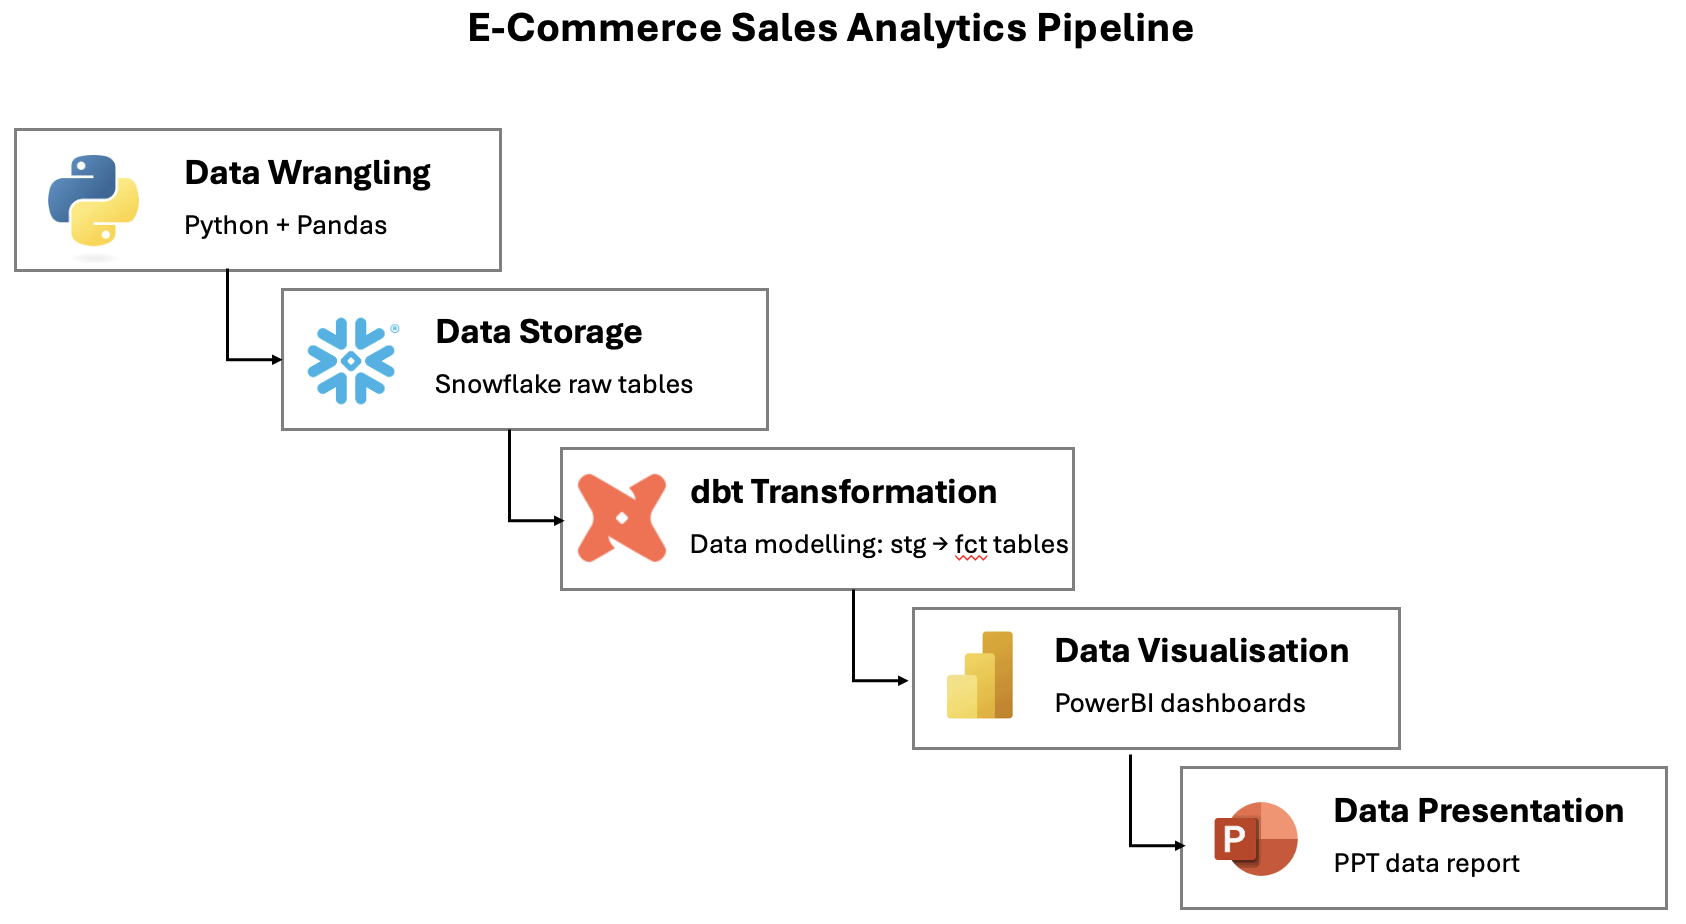 E-Commerce Sales Analytics Pipeline
Data Wrangling
Python + Pandas
Data Storage
Snowflake raw tables
®
dbt Transformation
Data modelling: stg → fct tables
Data Visualisation
PowerBI dashboards
P
Data Presentation
PPT data report